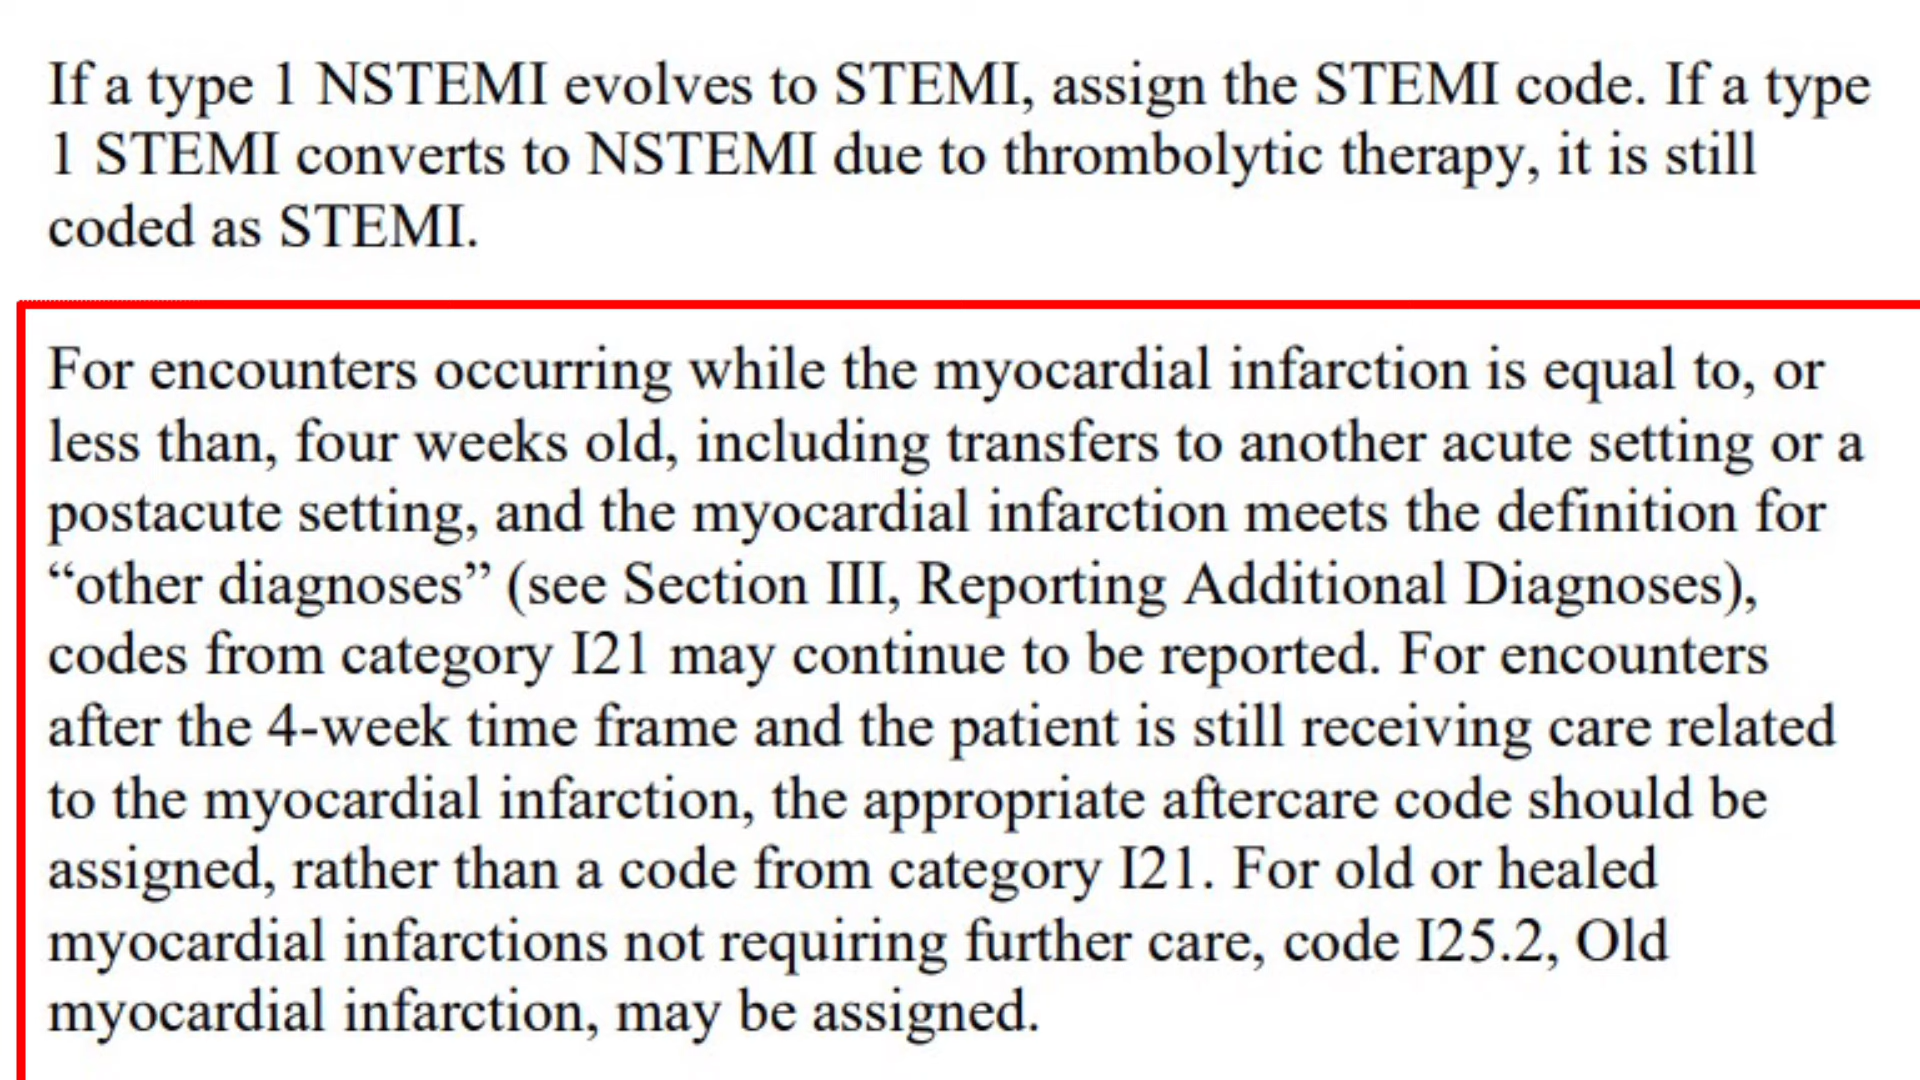 If a type 1 NSTEMI evolves to STEMI, assign the STEMI code. If a type
1 STEMI converts to NSTEMI due to thrombolytic therapy, it is still
coded as STEMI.
For encounters occurring while the myocardial infarction is equal to, or
less than, four weeks old, including transfers to another acute setting or a
postacute setting, and the myocardial infarction meets the definition for
“other diagnoses” (see Section III, Reporting Additional Diagnoses),
codes from category I21 may continue to be reported. For encounters
after the 4-week time frame and the patient is still receiving care related
to the myocardial infarction, the appropriate aftercare code should be
assigned, rather than a code from category I21. For old or healed
myocardial infarctions not requiring further care, code I25.2, Old
myocardial infarction, may be assigned.